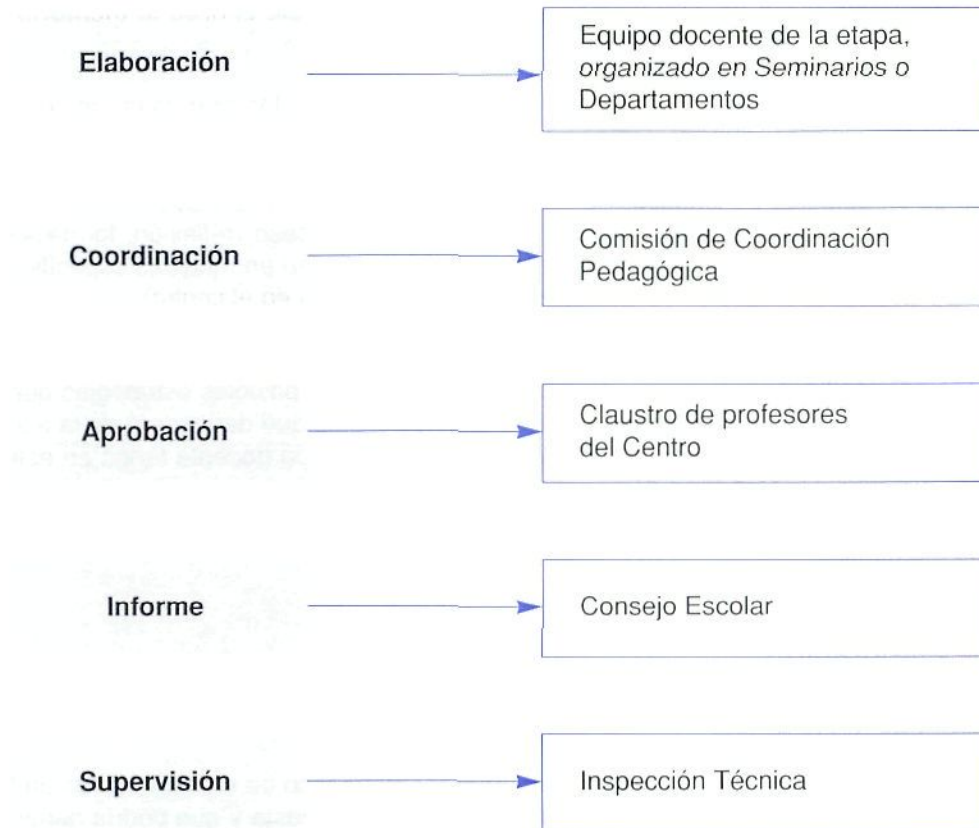 Elaboración
Equipo docente de la etapa,
organizado en Seminarios o
Departamentos
Coordinación
Comisión de Coordinación
Pedagógica
Aprobación
Claustro de profesores
del Centro
Informe
Consejo Escolar
Supervisión
Inspección Técnica